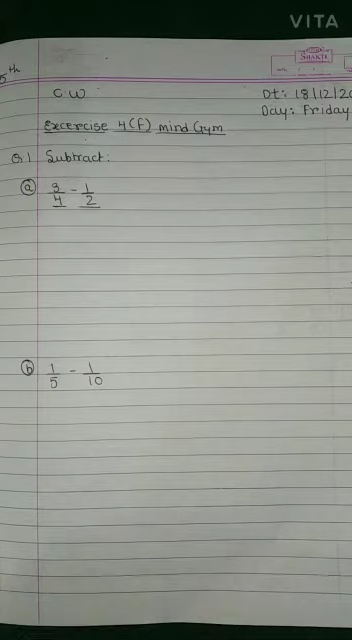 VITA
SHAKTI
5th
C.W
Dt: 18/12/20
Day: Friday
Excercise 4(F) mind Gym
Q.1 Subtract:
(a) 3/4 - 1/2
(b) 1/5 - 1/10